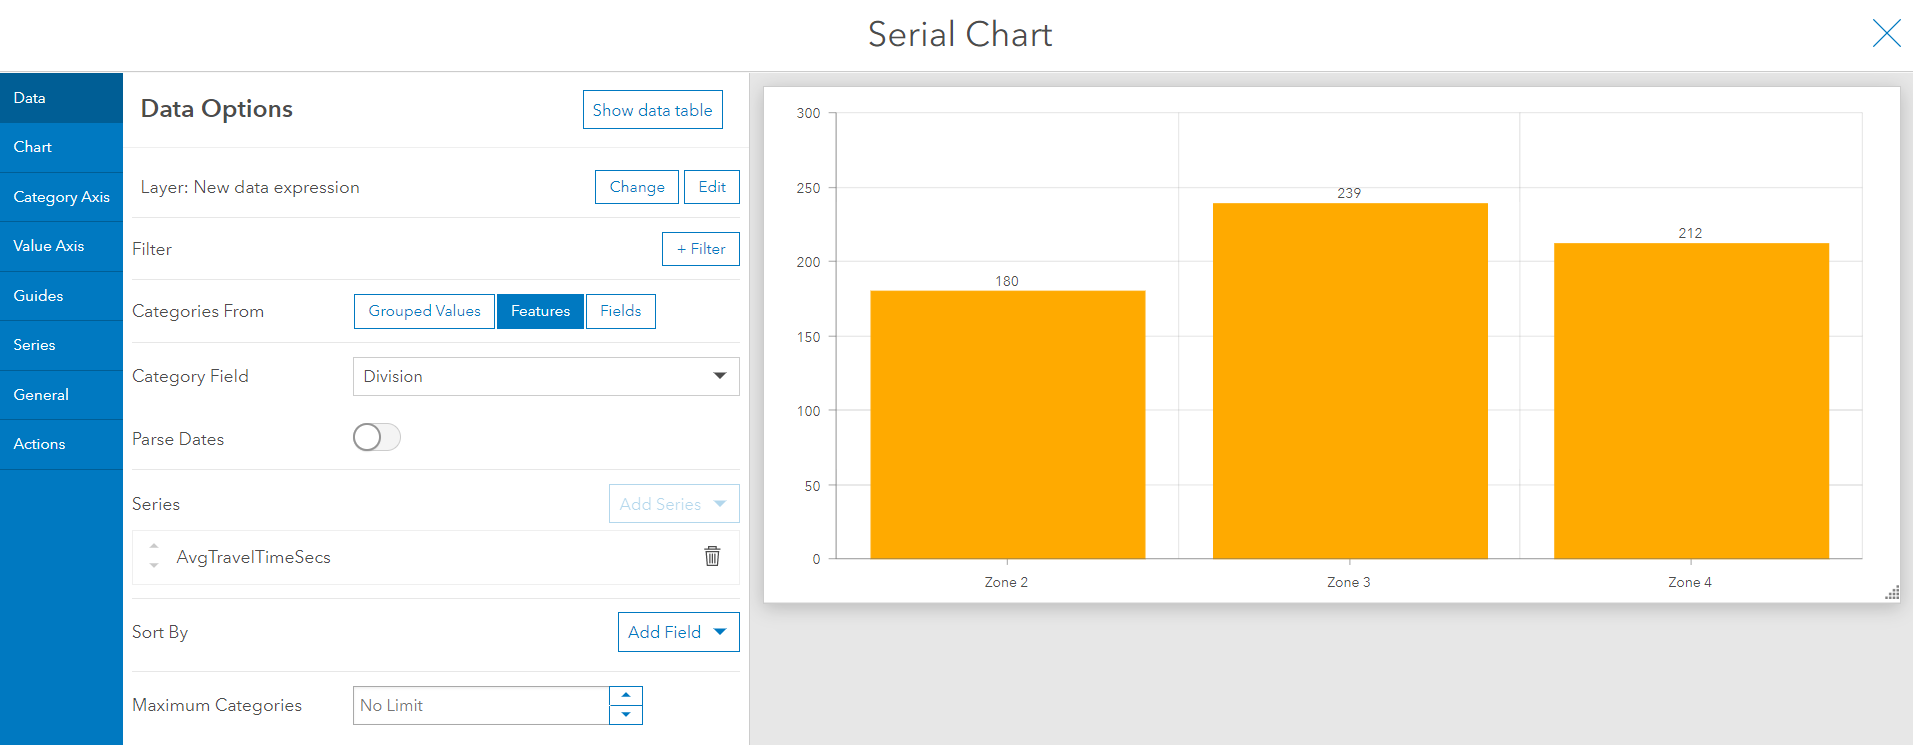 Serial Chart
Data
Chart
Category Axis
Value Axis
Guides
Series
General
Actions
Data Options
Show data table
Layer: New data expression
Change
Edit
Filter
+ Filter
Categories From
Grouped Values
Features
Fields
Category Field
Division
Parse Dates
Series
Add Series
AvgTravelTimeSecs
Sort By
Add Field
Maximum Categories
No Limit
300
250
200
150
100
50
0
180
239
212
Zone 2
Zone 3
Zone 4